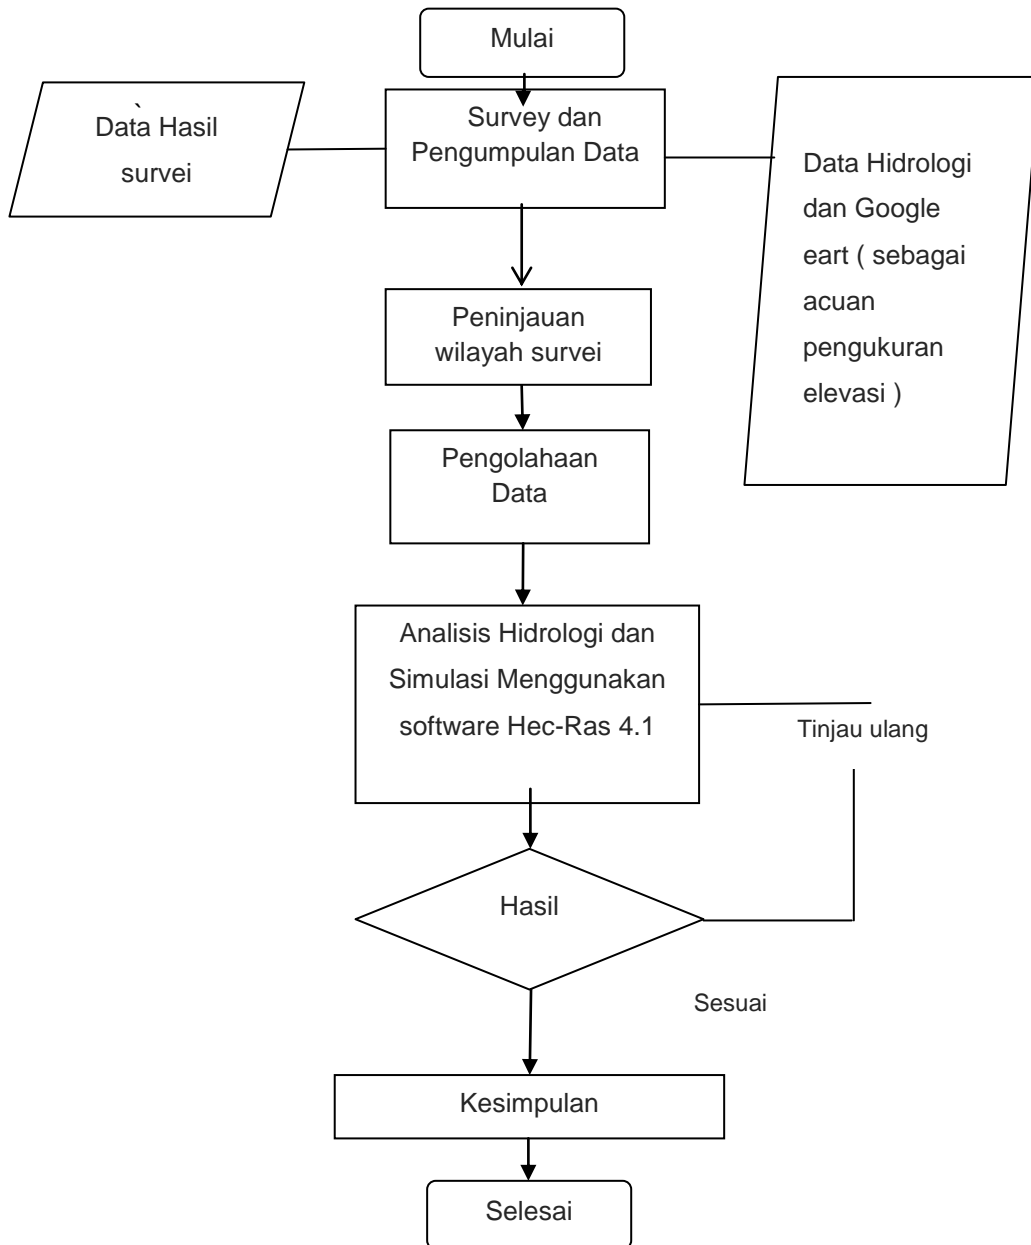 Mulai
Survey dan
Pengumpulan Data
Data Hasil
survei
Data Hidrologi
dan Google
eart ( sebagai
acuan
pengukuran
elevasi )
Peninjauan
wilayah survei
Pengolahaan
Data
Analisis Hidrologi dan
Simulasi Menggunakan
software Hec-Ras 4.1
Tinjau ulang
Hasil
Sesuai
Kesimpulan
Selesai